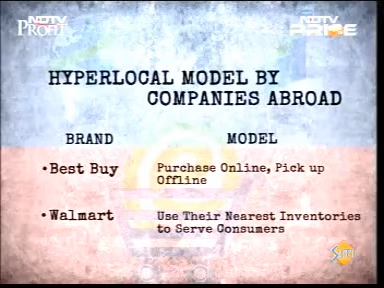 NDTV
PROFIT
NDTV
PRIME
HYPERLOCAL MODEL BY
COMPANIES ABROAD
BRAND
MODEL
•Best Buy
Purchase Online, Pick up
Offline
•Walmart
Use Their Nearest Inventories
to Serve Consumers